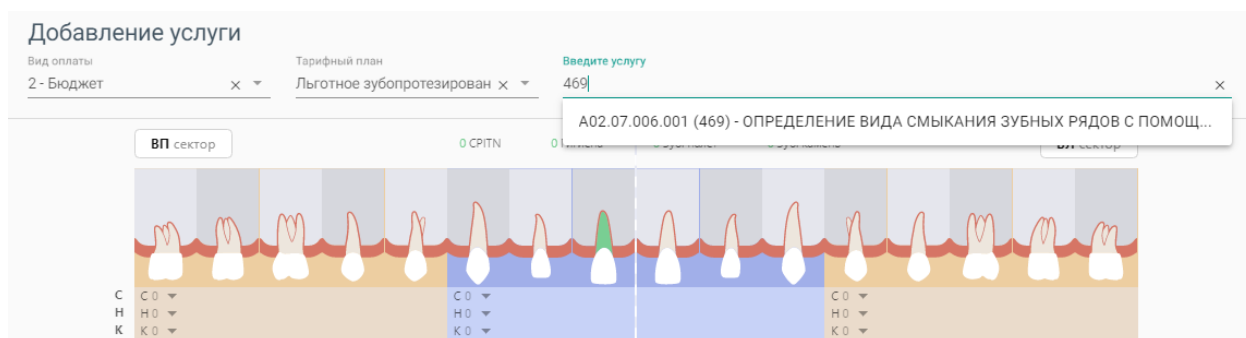 Добавление услуги
Вид оплаты Тарифный план Введите услугу
2 - Бюджет Льготное зубопротезирован 469
A02.07.006.001 (469) - ОПРЕДЕЛЕНИЕ ВИДА СМЫКАНИЯ ЗУБНЫХ РЯДОВ С ПОМОЩ...
ВП сектор 0 CPITN 0 сектор
С С 0 С 0 С 0
Н Н 0 Н 0 Н 0
К К 0 К 0 К 0